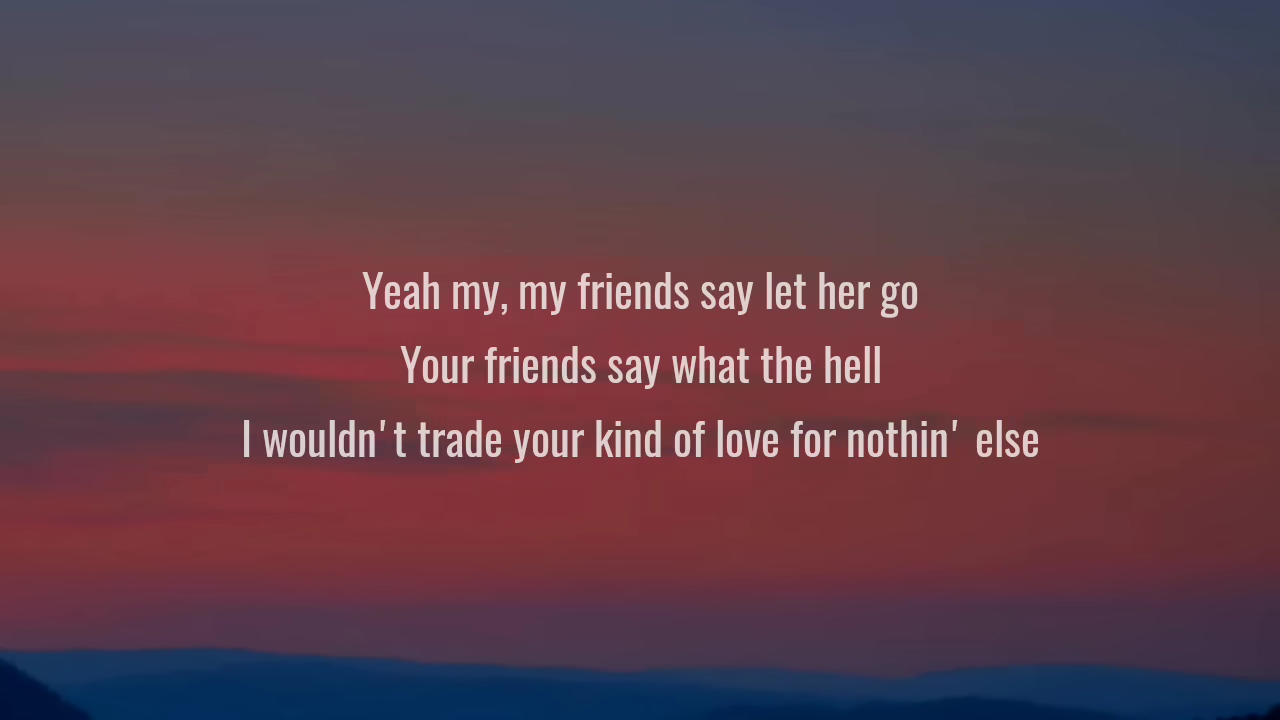 Yeah my, my friends say let her go
Your friends say what the hell
I wouldn't trade your kind of love for nothin' else